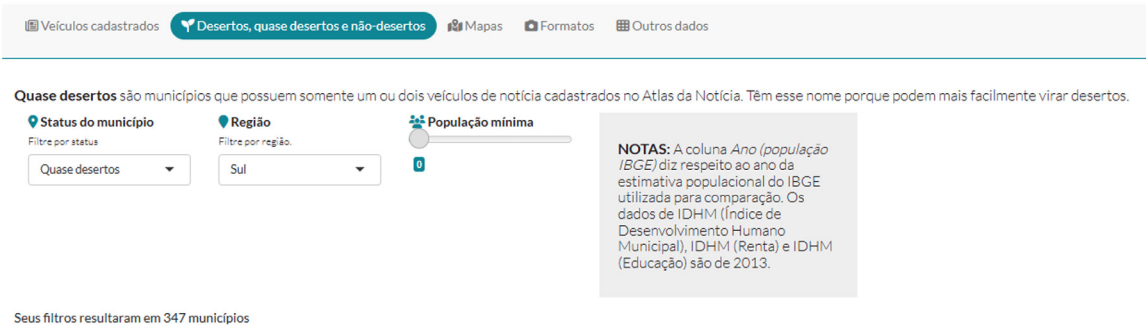 Veículos cadastrados Desertos, quase desertos e não-desertos Mapas Formatos Outros dados
Quase desertos são municípios que possuem somente um ou dois veículos de notícia cadastrados no Atlas da Notícia. Têm esse nome porque podem mais facilmente virar desertos.
Status do município
Filtre por status
Quase desertos
Região
Filtre por região.
Sul
População mínima
0
NOTAS: A coluna Ano (população
IBGE) diz respeito ao ano da
estimativa populacional do IBGE
utilizada para comparação. Os
dados de IDHM (Índice de
Desenvolvimento Humano
Municipal), IDHM (Renta) e IDHM
(Educação) são de 2013.
Seus filtros resultaram em 347 municípios